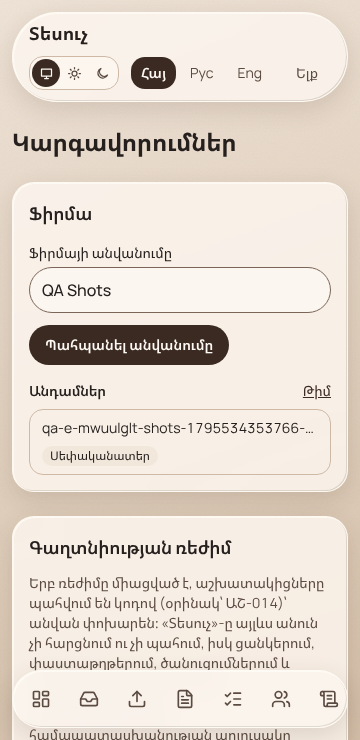 Տեսուչ
Հայ Рус Eng Ելք
Կարգավորումներ
Ֆիրմա
Ֆիրմայի անվանումը
QA Shots
Պահպանել անվանումը
Անդամներ Թիմ
qa-e-mwuulglt-shots-1795534353766-…
Սեփականատեր
Գաղտնիության ռեժիմ
Երբ ռեժիմը միացված է, աշխատակիցները
պահվում են կոդով (օրինակ՝ ԱՇ-014)՝
անվան փոխարեն։ «Տեսուչ»-ը այլևս անուն
չի հարցնում ու չի պահում, իսկ ցանկերում,
փաստաթղթերում, ծանուցումներում և
համապատասխանության արդյունքը